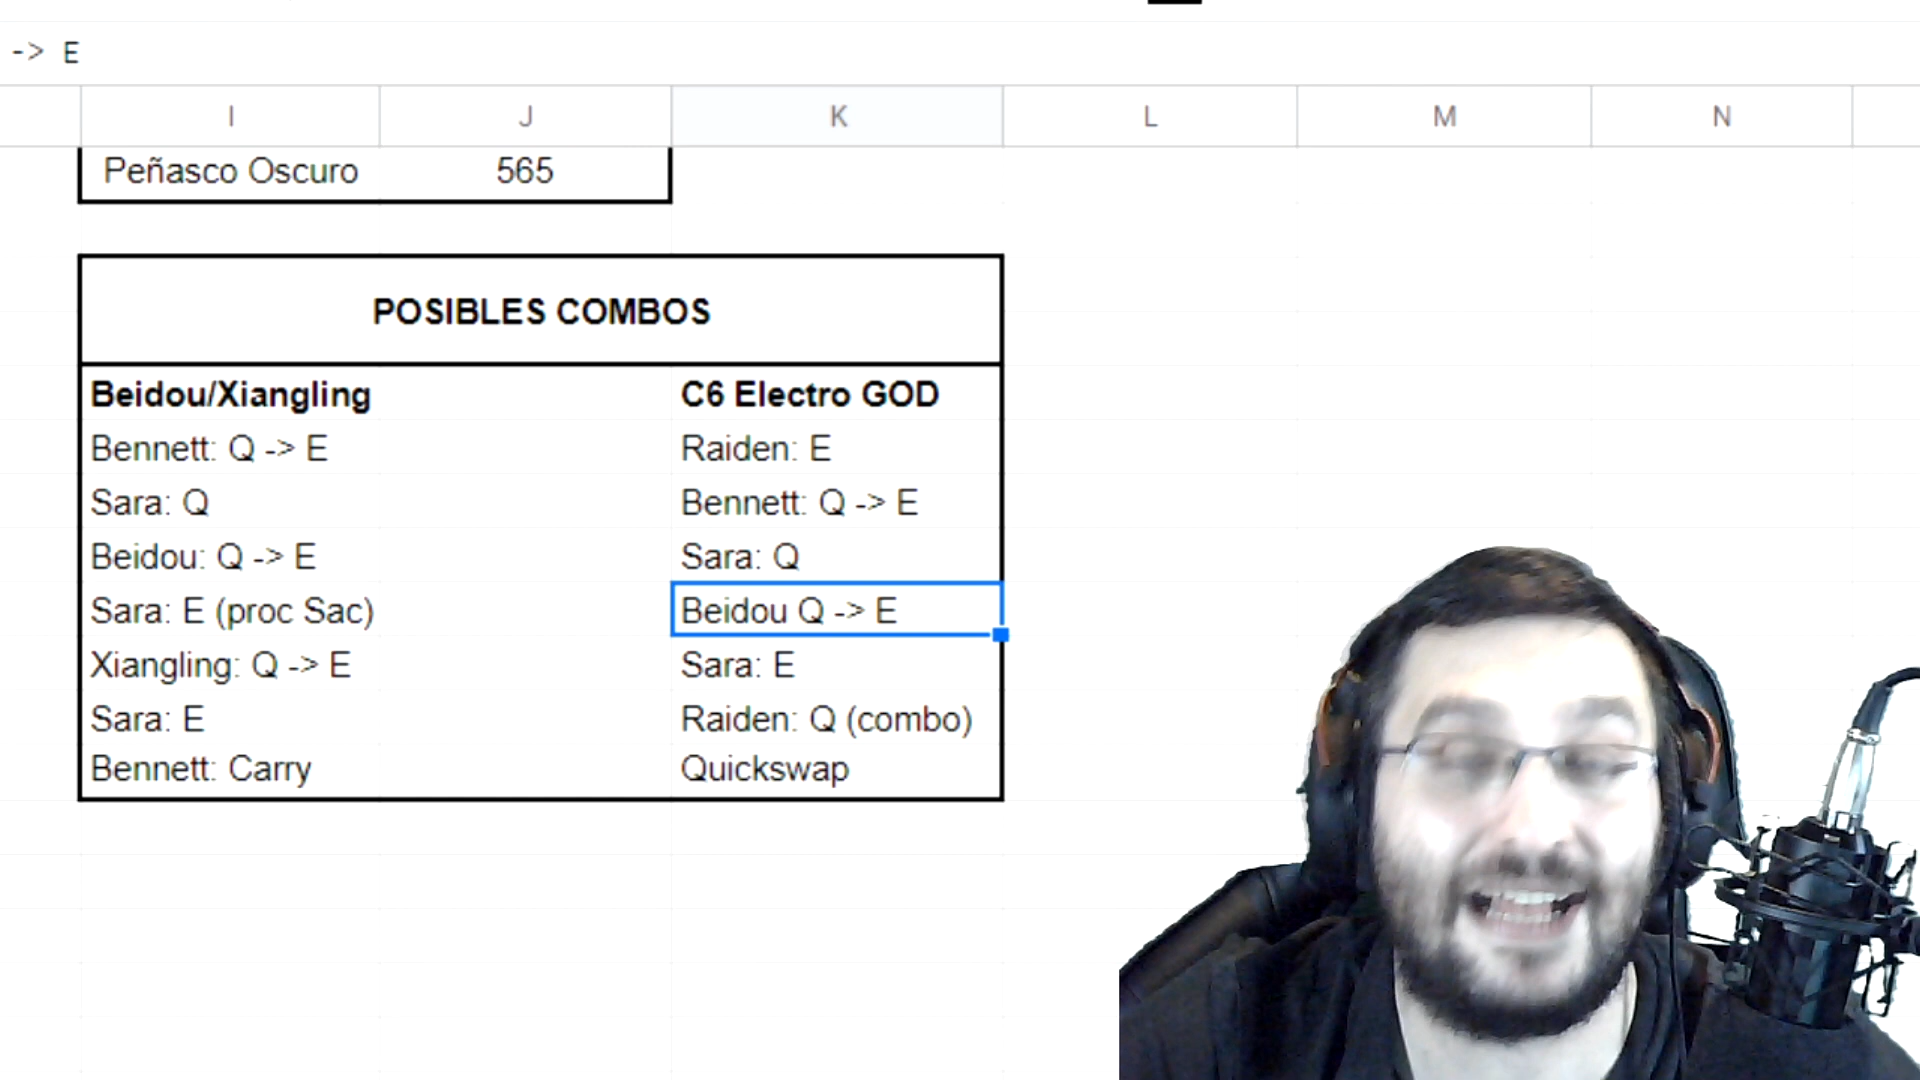 -> E
I J K L M N
Peñasco Oscuro 565
POSIBLES COMBOS
Beidou/Xiangling C6 Electro GOD
Bennett: Q -> E Raiden: E
Sara: Q Bennett: Q -> E
Beidou: Q -> E Sara: Q
Sara: E (proc Sac) Beidou Q -> E
Xiangling: Q -> E Sara: E
Sara: E Raiden: Q (combo)
Bennett: Carry Quickswap